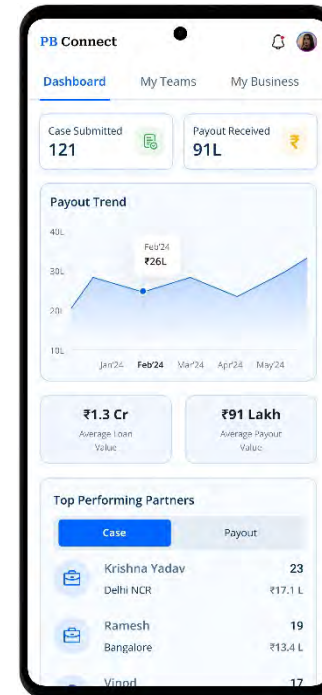 PB Connect
Dashboard My Teams My Business
Case Submitted
121
Payout Received
91L
₹
Payout Trend
40L
30L
20L
10L
Feb'24
₹26L
Jan'24 Feb'24 Mar'24 Apr'24 May'24
₹1.3 Cr
Average Loan
Value
₹91 Lakh
Average Payout
Value
Top Performing Partners
Case Payout
Krishna Yadav 23
Delhi NCR ₹17.1 L
Ramesh 19
Bangalore ₹13.4 L
Vinod 17